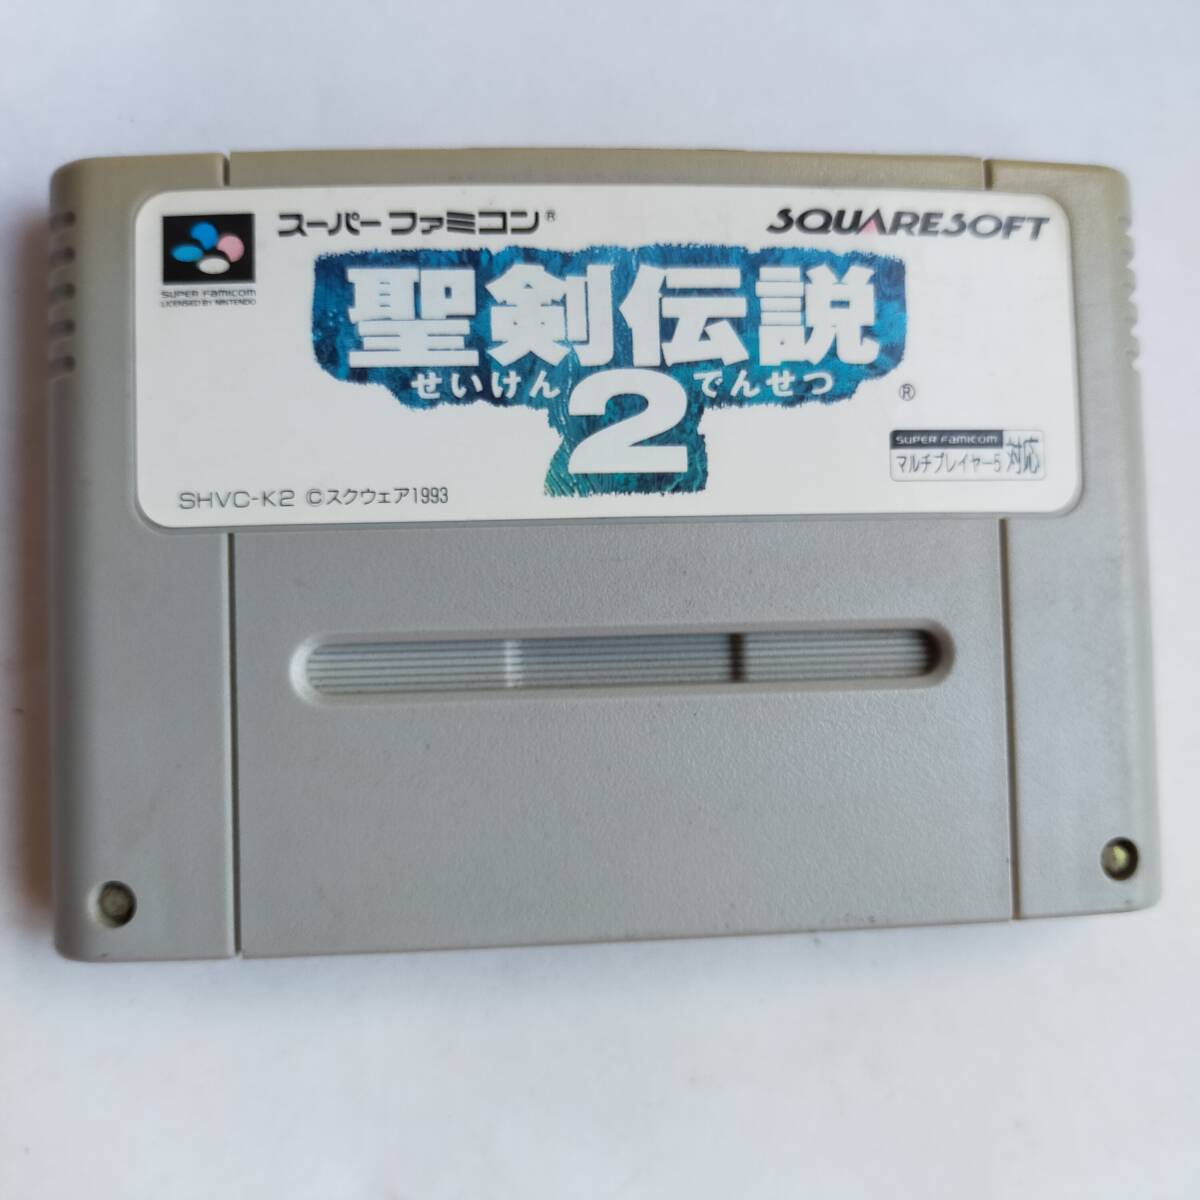 スーパーファミコン®
SQUARESOFT
SUPER FAMICOM
LICENSED BY NINTENDO
聖剣伝説
せいけん でんせつ
2
®
SUPER FAMICOM
マルチプレイヤー5 対応
SHVC-K2 ©スクウェア1993